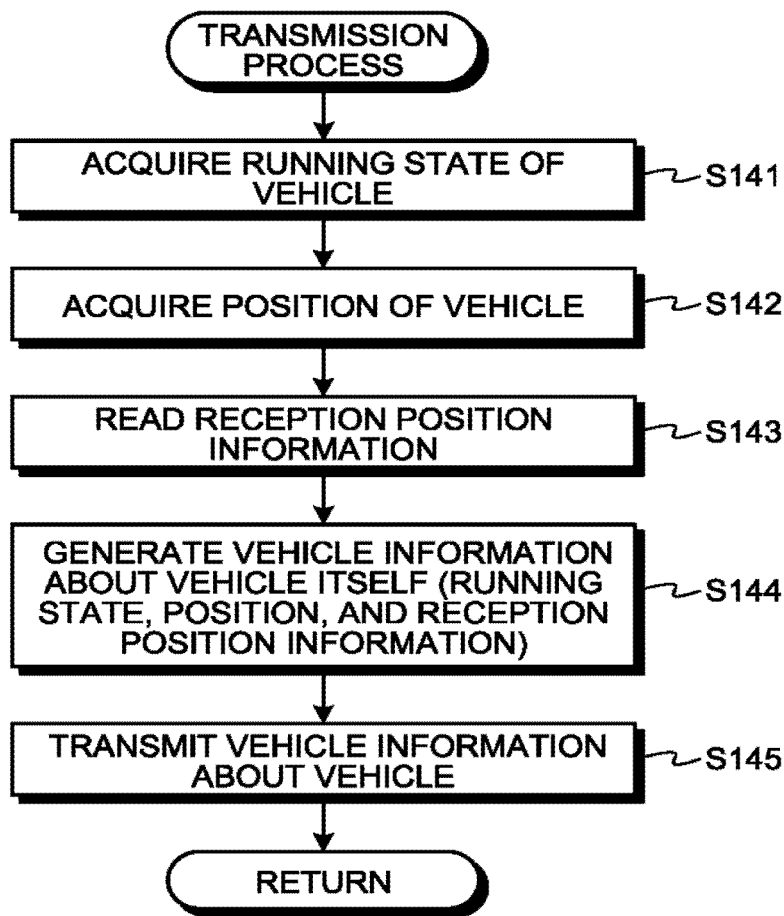 TRANSMISSION
PROCESS
ACQUIRE RUNNING STATE OF
VEHICLE
S141
ACQUIRE POSITION OF VEHICLE
S142
READ RECEPTION POSITION
INFORMATION
S143
GENERATE VEHICLE INFORMATION
ABOUT VEHICLE ITSELF (RUNNING
STATE, POSITION, AND RECEPTION
POSITION INFORMATION)
S144
TRANSMIT VEHICLE INFORMATION
ABOUT VEHICLE
S145
RETURN